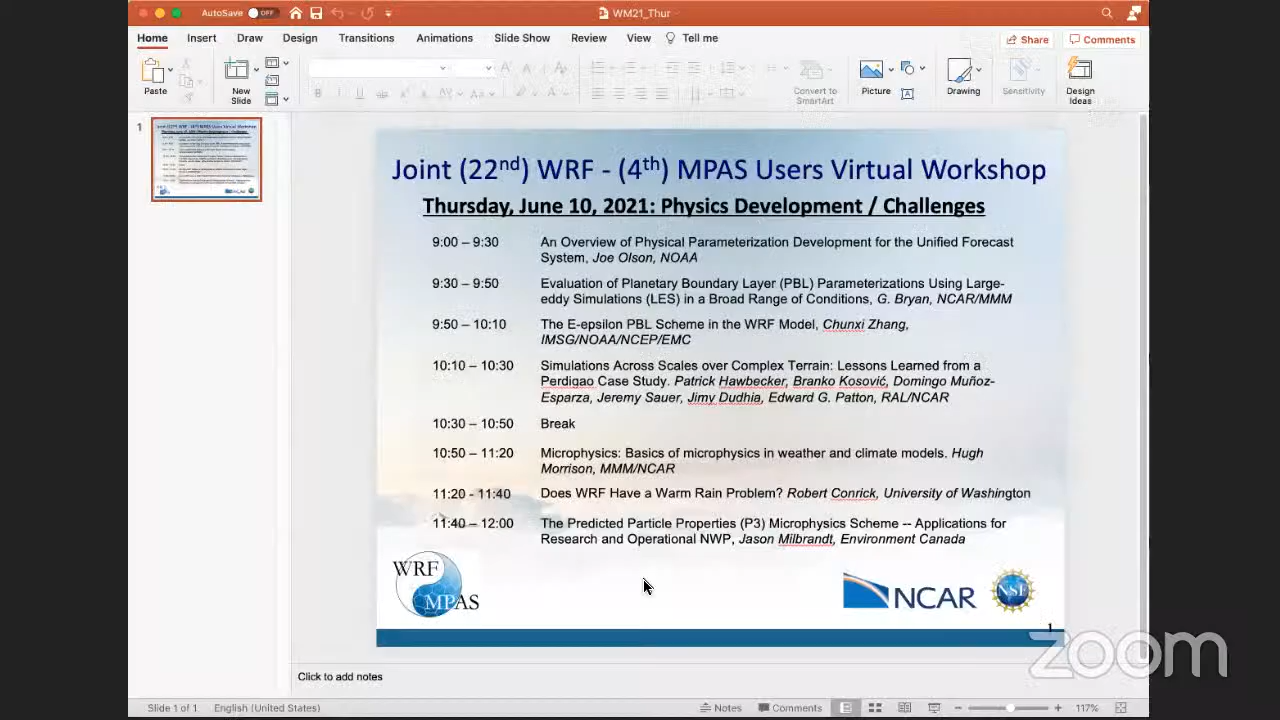 AutoSave OFF
WM21_Thur
Home Insert Draw Design Transitions Animations Slide Show Review View Tell me
Share Comments
Paste
New Slide
Convert to SmartArt
Picture
Drawing
Sensitivity
Design Ideas
1
Joint (22nd) WRF - (4th) MPAS Users Virtual Workshop
Thursday, June 10, 2021: Physics Development / Challenges
9:00 – 9:30 An Overview of Physical Parameterization Development for the Unified Forecast
System, Joe Olson, NOAA
9:30 – 9:50 Evaluation of Planetary Boundary Layer (PBL) Parameterizations Using Large-
eddy Simulations (LES) in a Broad Range of Conditions, G. Bryan, NCAR/MMM
9:50 – 10:10 The E-epsilon PBL Scheme in the WRF Model, Chunxi Zhang,
IMSG/NOAA/NCEP/EMC
10:10 – 10:30 Simulations Across Scales over Complex Terrain: Lessons Learned from a
Perdigao Case Study. Patrick Hawbecker, Branko Kosović, Domingo Muñoz-
Esparza, Jeremy Sauer, Jimy Dudhia, Edward G. Patton, RAL/NCAR
10:30 – 10:50 Break
10:50 – 11:20 Microphysics: Basics of microphysics in weather and climate models. Hugh
Morrison, MMM/NCAR
11:20 - 11:40 Does WRF Have a Warm Rain Problem? Robert Conrick, University of Washington
11:40 – 12:00 The Predicted Particle Properties (P3) Microphysics Scheme -- Applications for
Research and Operational NWP, Jason Milbrandt, Environment Canada
WRF
MPAS
NCAR
NSF
1
zoom
Click to add notes
Slide 1 of 1 English (United States) Notes Comments 117%